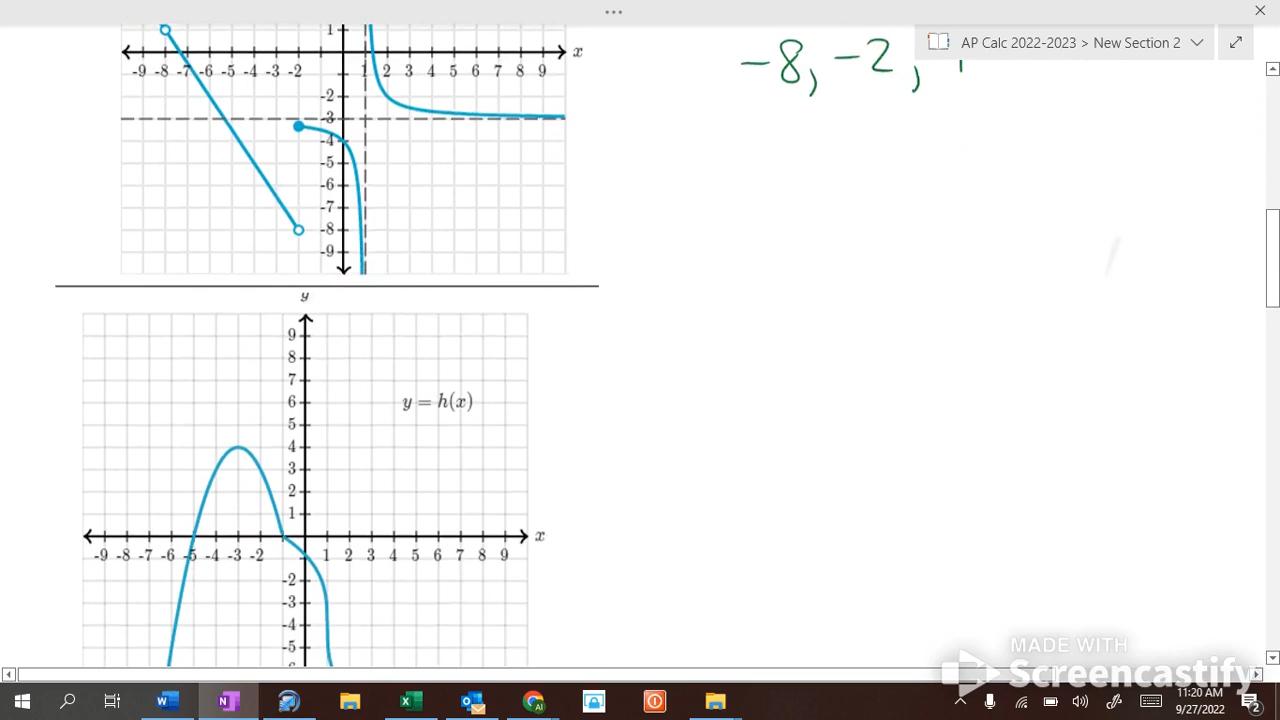 AP Calc 2022-2023 > New Section 2
-8, -2,
1
x
-9 -8 -7 -6 -5 -4 -3 -2 1 2 3 4 5 6 7 8 9
-2
-3
-4
-5
-6
-7
-8
-9
y
9
8
7
6
5
4
3
2
1
y = h(x)
x
-9 -8 -7 -6 -5 -4 -3 -2 1 2 3 4 5 6 7 8 9
-2
-3
-4
-5
MADE WITH
Screencastify
11:20 AM
9/27/2022
2